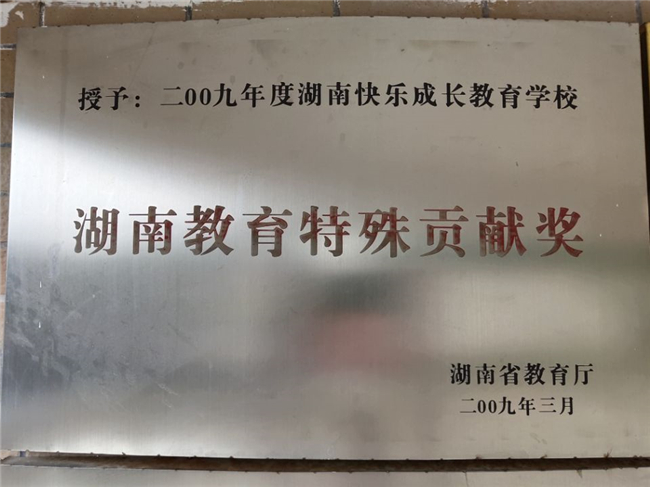 授予：二00九年度湖南快乐成长教育学校
湖南教育特殊贡献奖
湖南省教育厅
二00九年三月